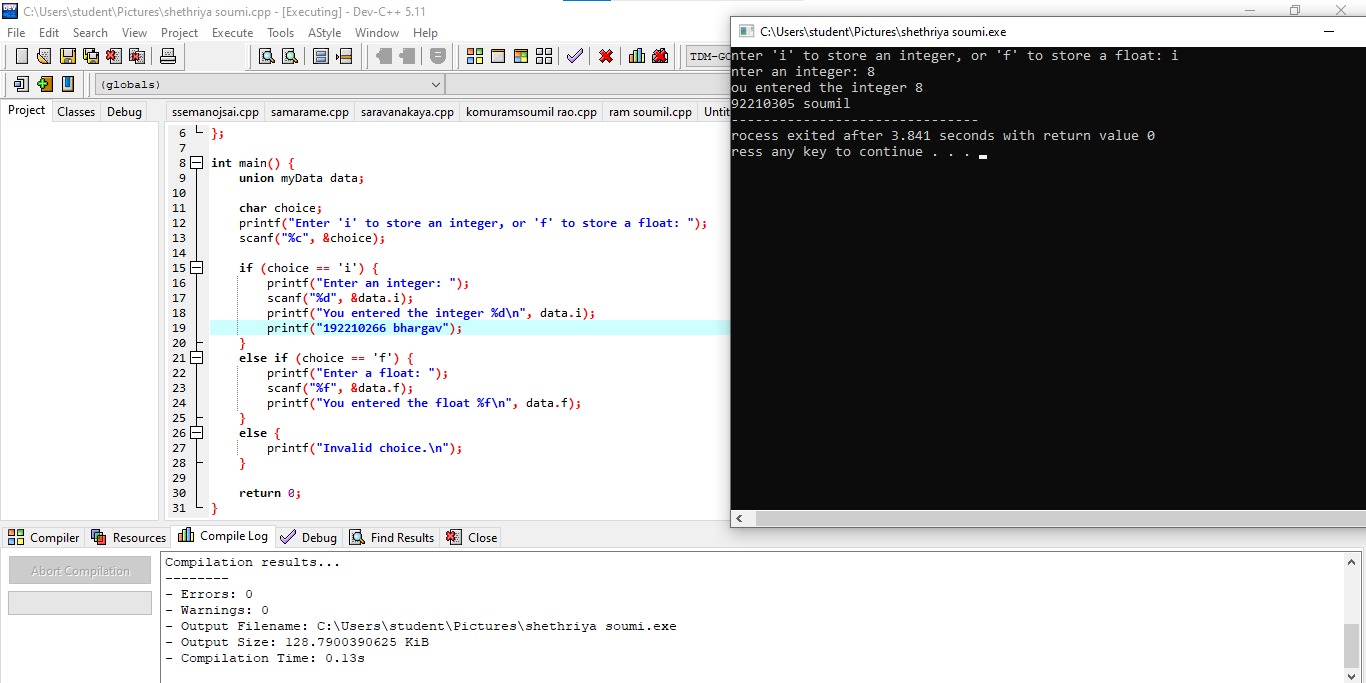 C:\Users\student\Pictures\shethriya soumi.cpp - [Executing] - Dev-C++ 5.11
File Edit Search View Project Execute Tools AStyle Window Help
TDM-GC
(globals)
Project Classes Debug
ssemanojsai.cpp samarame.cpp saravanakaya.cpp komuramsoumil rao.cpp ram soumil.cpp Untit
6 };
7
8 int main() {
9 union myData data;
10
11 char choice;
12 printf("Enter 'i' to store an integer, or 'f' to store a float: ");
13 scanf("%c", &choice);
14
15 if (choice == 'i') {
16 printf("Enter an integer: ");
17 scanf("%d", &data.i);
18 printf("You entered the integer %d\n", data.i);
19 printf("192210266 bhargav");
20 }
21 else if (choice == 'f') {
22 printf("Enter a float: ");
23 scanf("%f", &data.f);
24 printf("You entered the float %f\n", data.f);
25 }
26 else {
27 printf("Invalid choice.\n");
28 }
29
30 return 0;
31 }
C:\Users\student\Pictures\shethriya soumi.exe
nter 'i' to store an integer, or 'f' to store a float: i
nter an integer: 8
ou entered the integer 8
92210305 soumil
-------------------------------
rocess exited after 3.841 seconds with return value 0
ress any key to continue . . .
Compiler Resources Compile Log Debug Find Results Close
Abort Compilation
Compilation results...
--------
- Errors: 0
- Warnings: 0
- Output Filename: C:\Users\student\Pictures\shethriya soumi.exe
- Output Size: 128.7900390625 KiB
- Compilation Time: 0.13s